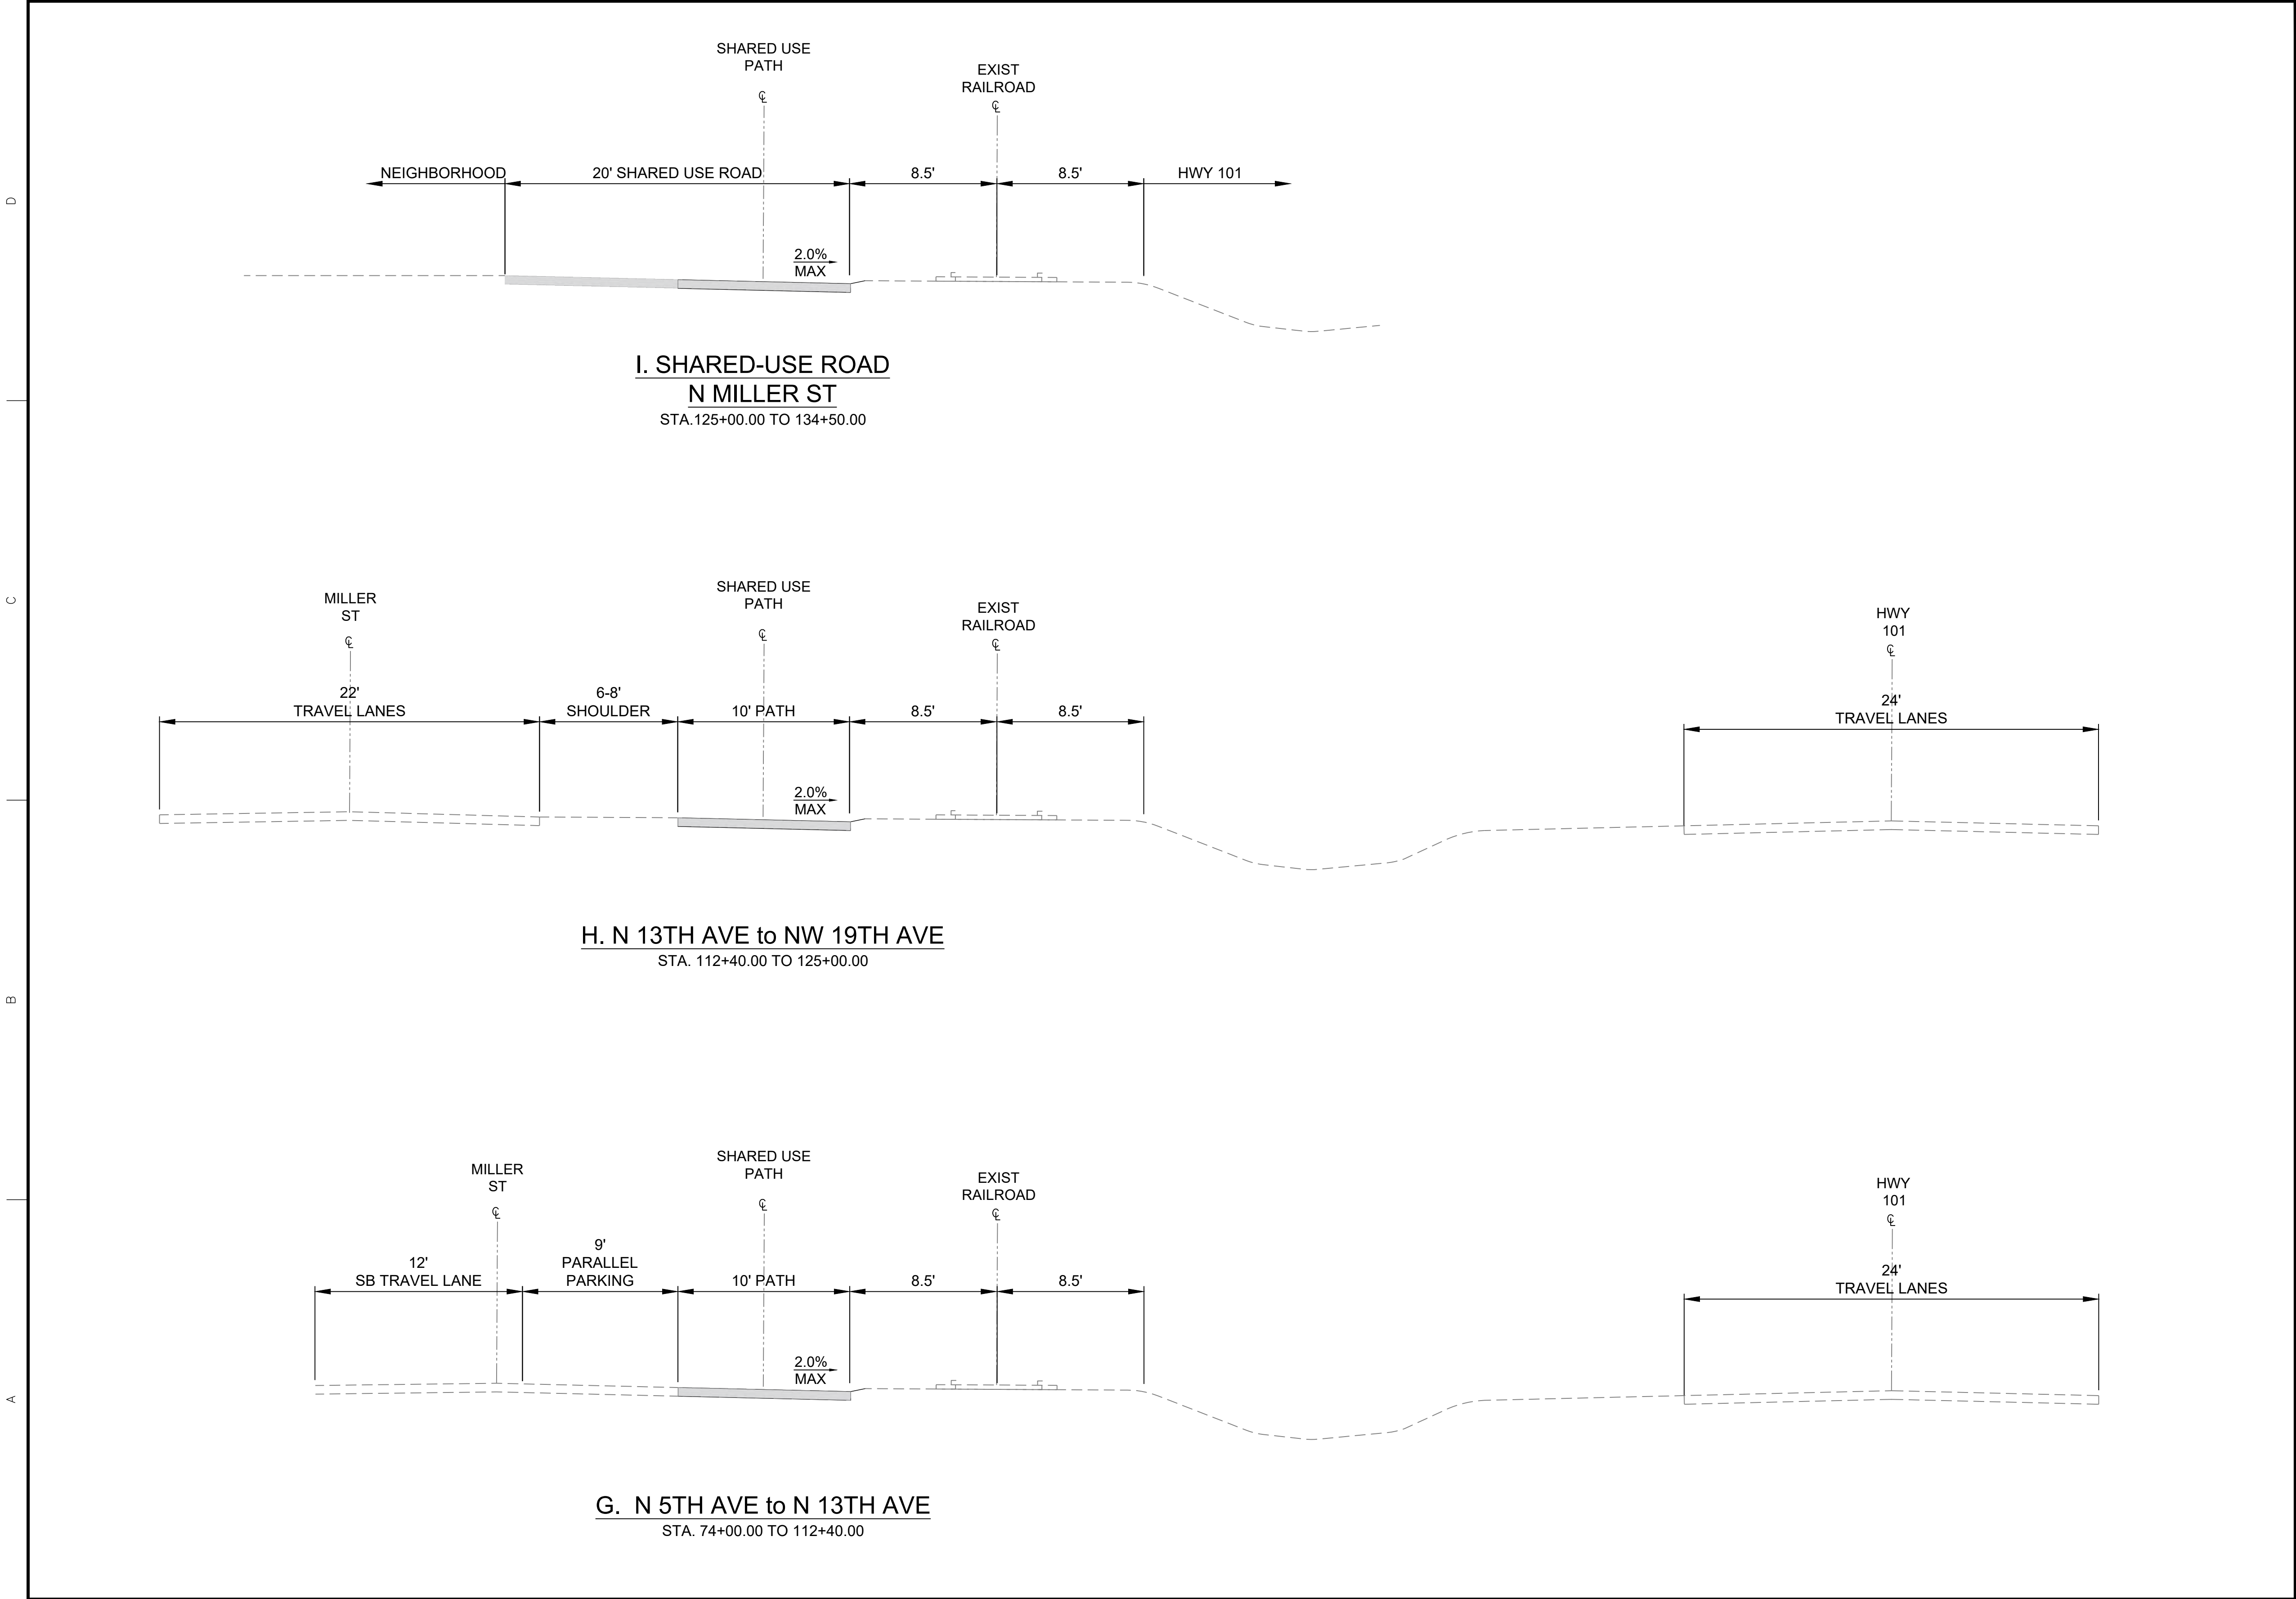 SHARED USE
PATH
℄
EXIST
RAILROAD
℄
NEIGHBORHOOD
20' SHARED USE ROAD
8.5'
8.5'
HWY 101
2.0%
MAX
I. SHARED-USE ROAD
N MILLER ST
STA.125+00.00 TO 134+50.00
D
MILLER
ST
℄
SHARED USE
PATH
℄
EXIST
RAILROAD
℄
HWY
101
℄
22'
TRAVEL LANES
6-8'
SHOULDER
10' PATH
8.5'
8.5'
24'
TRAVEL LANES
2.0%
MAX
H. N 13TH AVE to NW 19TH AVE
STA. 112+40.00 TO 125+00.00
C
B
MILLER
ST
℄
SHARED USE
PATH
℄
EXIST
RAILROAD
℄
HWY
101
℄
12'
SB TRAVEL LANE
9'
PARALLEL
PARKING
10' PATH
8.5'
8.5'
24'
TRAVEL LANES
2.0%
MAX
G.  N 5TH AVE to N 13TH AVE
STA. 74+00.00 TO 112+40.00
A